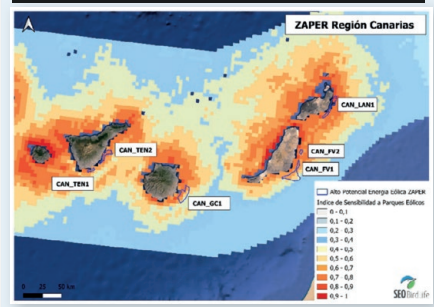 ZAPER Región Canarias
CAN_LAN1
CAN_TEN2
CAN_FV2
CAN_FV1
CAN_TEN1
CAN_GC1
Alto Potencial Energía Eólica ZAPER
Índice de Sensibilidad a Parques Eólicos
0 - 0,1
0,1 - 0,2
0,2 - 0,3
0,3 - 0,4
0,4 - 0,5
0,5 - 0,6
0,6 - 0,7
0,7 - 0,8
0,8 - 0,9
0,9 - 1
0 25 50 km
SEO BirdLife